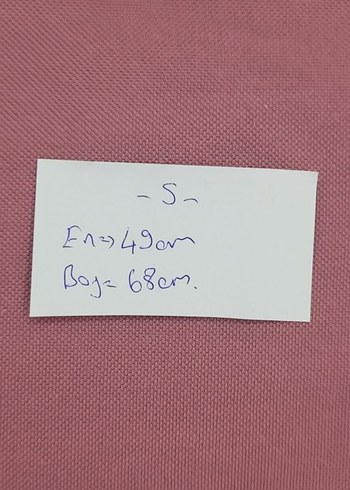 - S -
En => 49cm
Boy = 68cm.